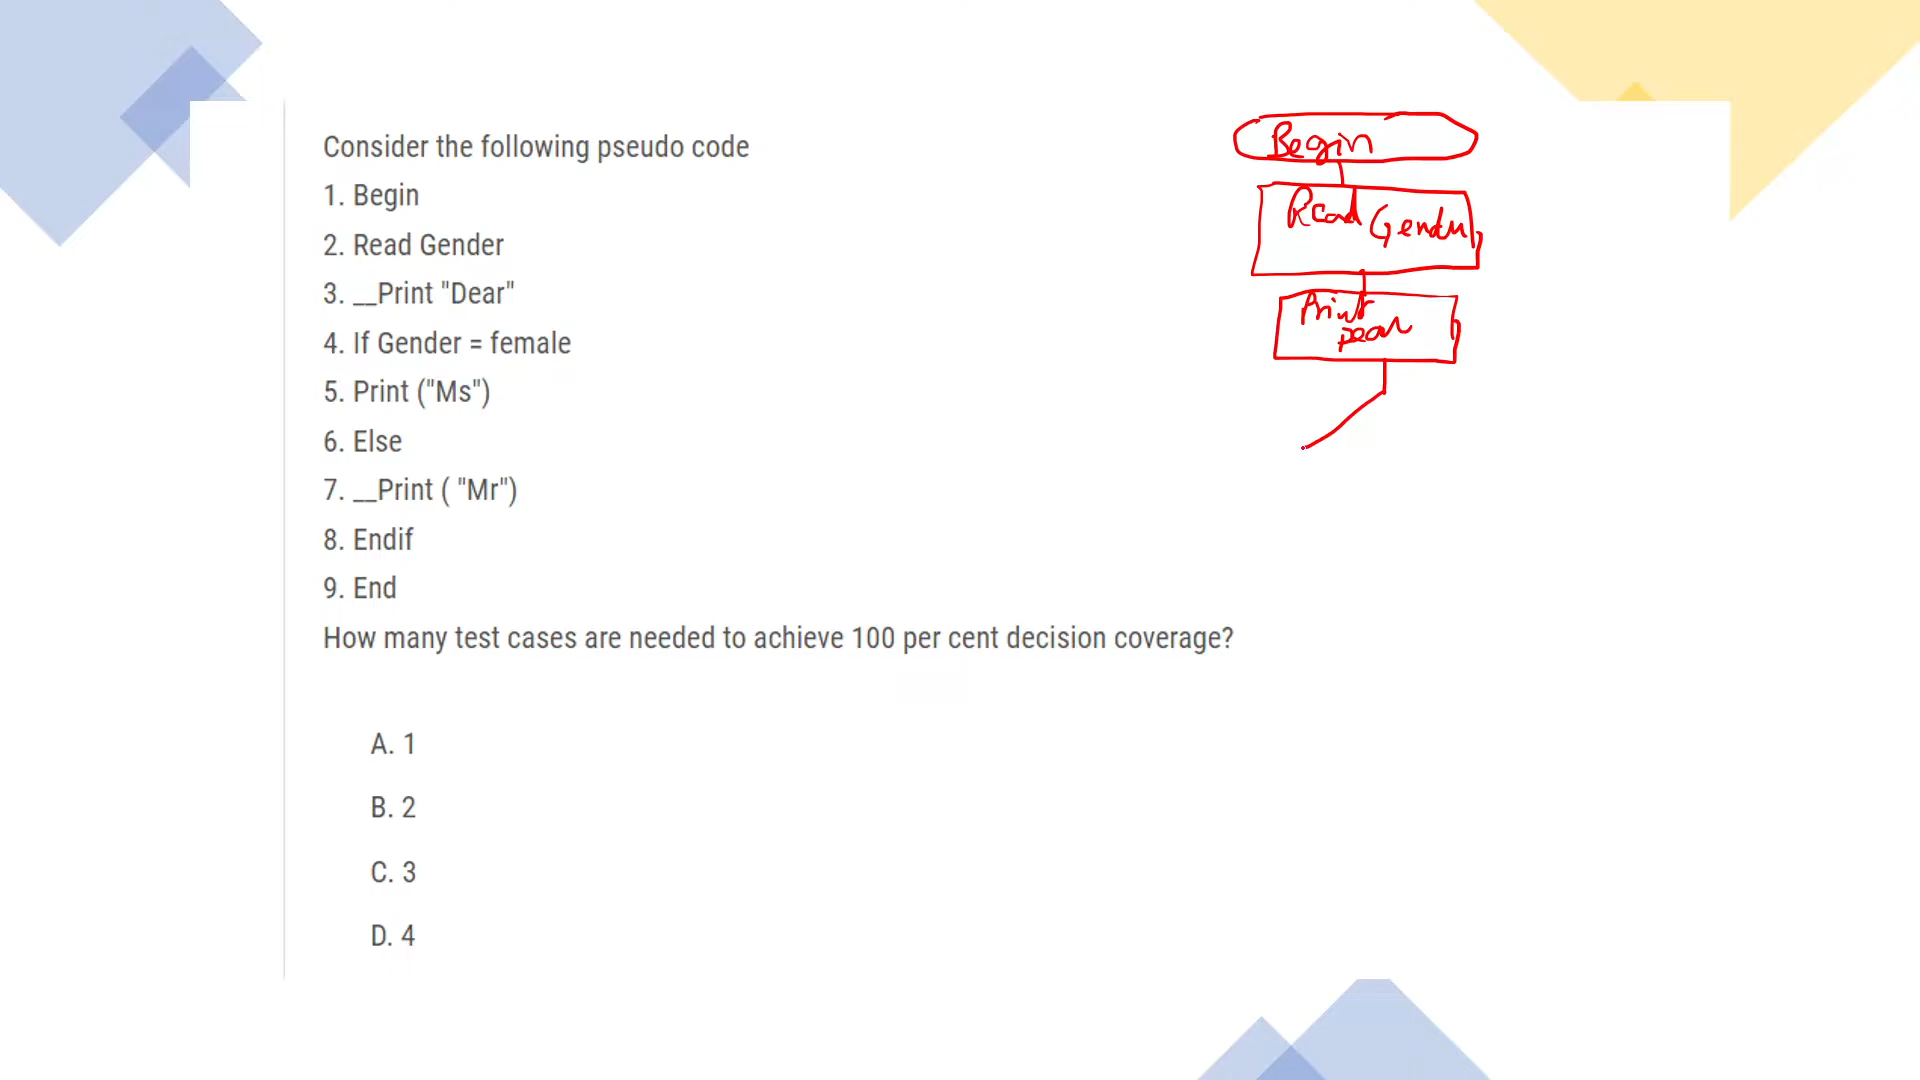 Consider the following pseudo code
1. Begin
2. Read Gender
3. __Print "Dear"
4. If Gender = female
5. Print ("Ms")
6. Else
7. __Print ( "Mr")
8. Endif
9. End
How many test cases are needed to achieve 100 per cent decision coverage?
A. 1
B. 2
C. 3
D. 4
Begin
Read Gender
Print
Dear